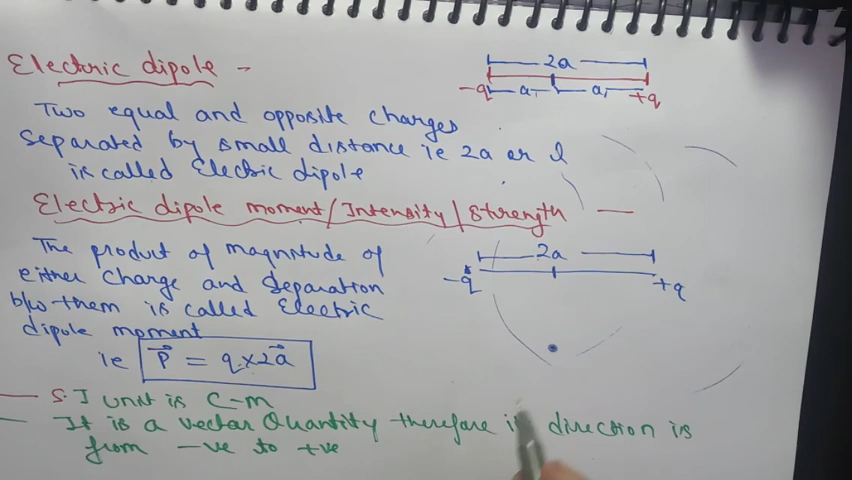 Electric dipole -
2a
-q a a +q
Two equal and opposite charges
separated by small distance ie 2a or l
is called Electric dipole
Electric dipole moment/Intensity/Strength —
The product of magnitude of
either charge and separation
b/w them is called Electric
dipole moment
ie P⃗ = q×2a⃗
2a
-q +q
— S.I unit is C-m
— It is a vector Quantity therefore direction is
from -ve to +ve